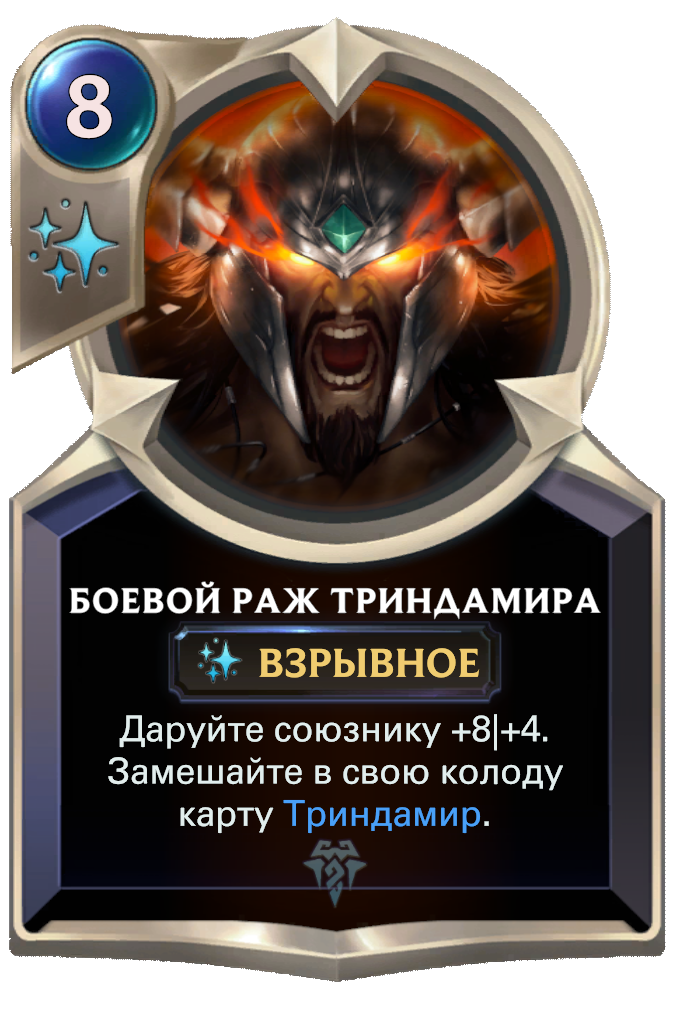 8
БОЕВОЙ РАЖ ТРИНДАМИРА
ВЗРЫВНОЕ
Даруйте союзнику +8|+4.
Замешайте в свою колоду
карту Триндамир.